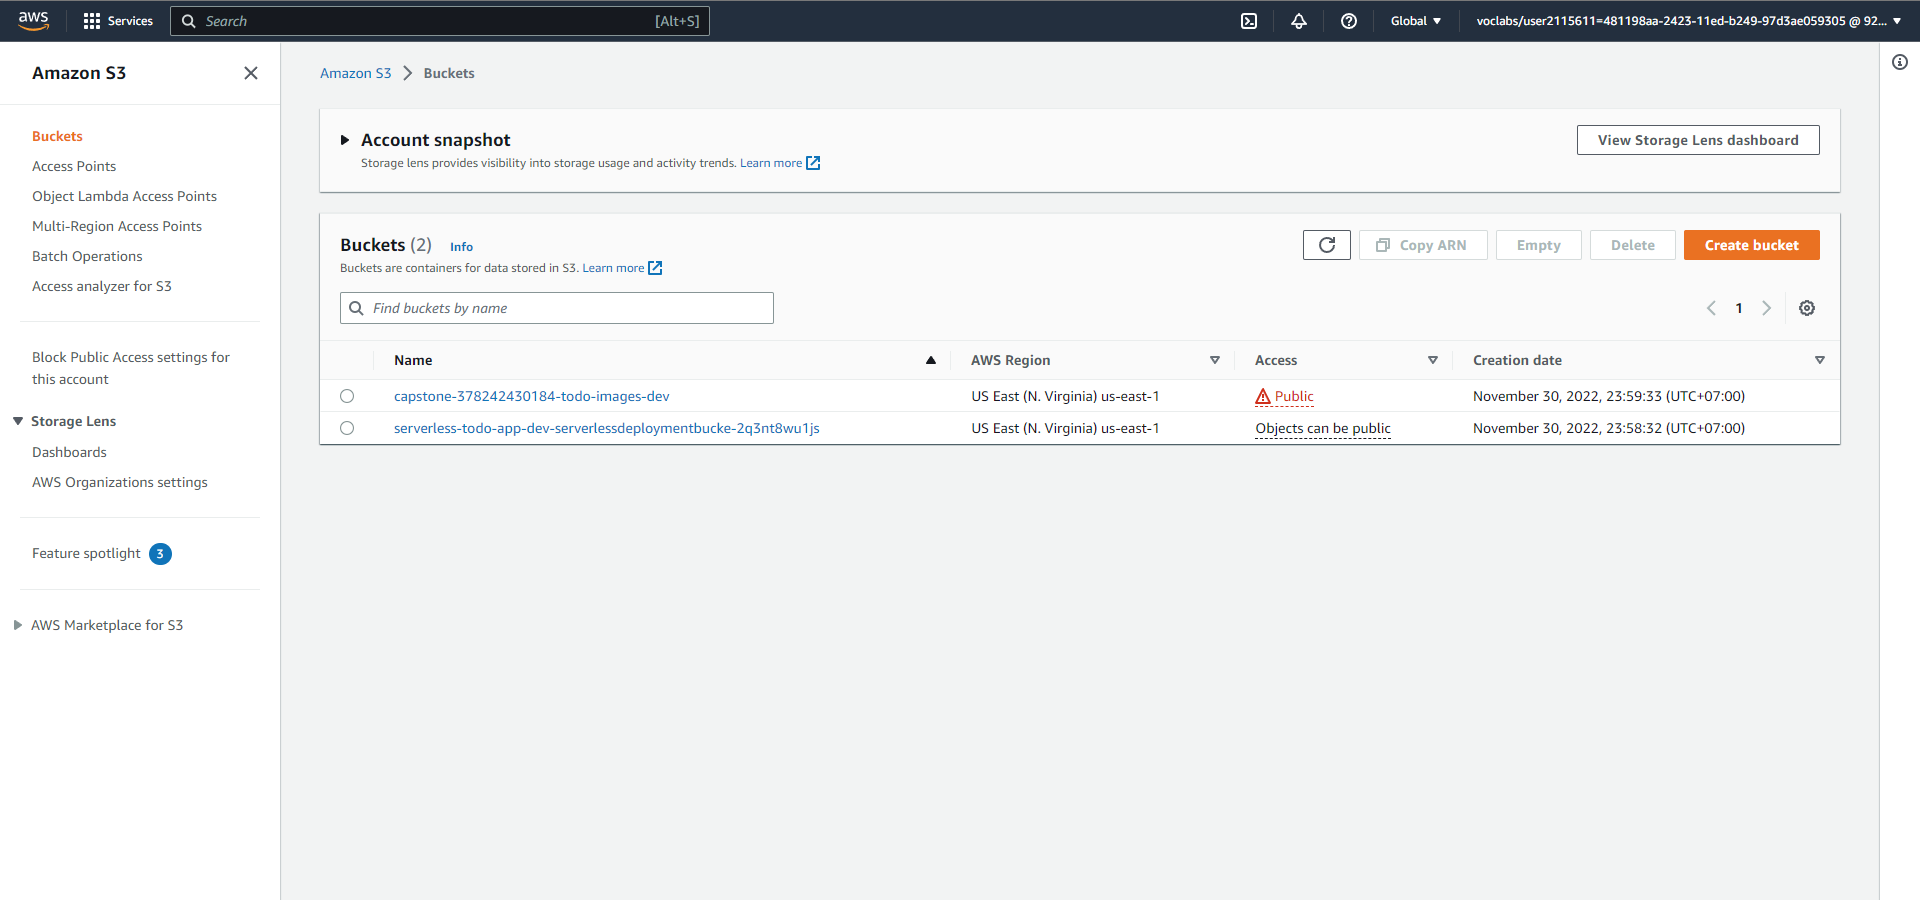 aws
Services
Search [Alt+S]
Global
voclabs/user2115611=481198aa-2423-11ed-b249-97d3ae059305 @ 92...
Amazon S3
Buckets
Access Points
Object Lambda Access Points
Multi-Region Access Points
Batch Operations
Access analyzer for S3
Block Public Access settings for
this account
Storage Lens
Dashboards
AWS Organizations settings
Feature spotlight 3
AWS Marketplace for S3
Amazon S3 Buckets
Account snapshot
Storage lens provides visibility into storage usage and activity trends. Learn more
View Storage Lens dashboard
Buckets (2) Info
Buckets are containers for data stored in S3. Learn more
Copy ARN
Empty
Delete
Create bucket
Find buckets by name
1
Name AWS Region Access Creation date
capstone-378242430184-todo-images-dev US East (N. Virginia) us-east-1 Public November 30, 2022, 23:59:33 (UTC+07:00)
serverless-todo-app-dev-serverlessdeploymentbucke-2q3nt8wu1js US East (N. Virginia) us-east-1 Objects can be public November 30, 2022, 23:58:32 (UTC+07:00)